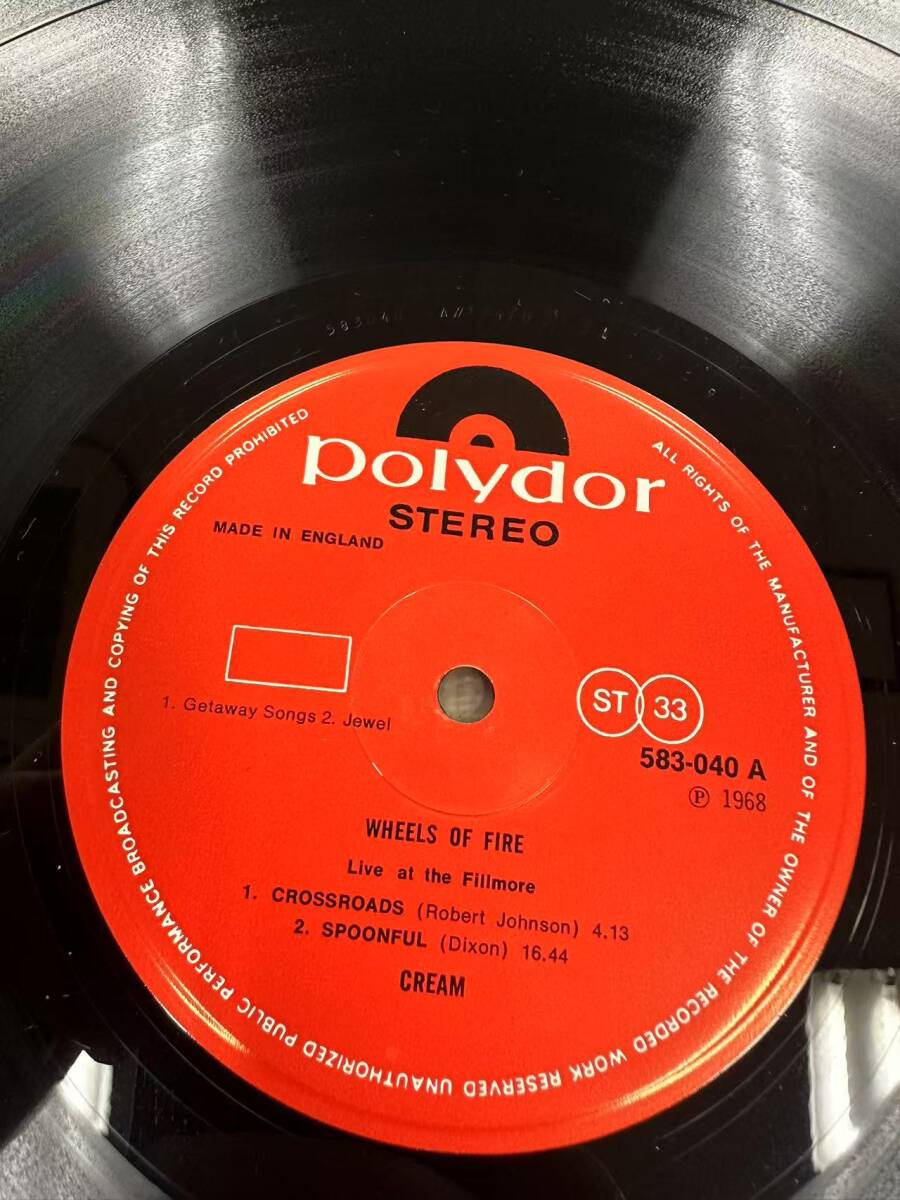 polydor
STEREO
MADE IN ENGLAND
1. Getaway Songs 2. Jewel
ST 33
583-040 A
℗ 1968
WHEELS OF FIRE
Live at the Fillmore
1. CROSSROADS (Robert Johnson) 4.13
2. SPOONFUL (Dixon) 16.44
CREAM
ALL RIGHTS OF THE MANUFACTURER AND OF THE OWNER OF THE RECORDED WORK RESERVED UNAUTHORIZED PUBLIC PERFORMANCE BROADCASTING AND COPYING OF THIS RECORD PROHIBITED